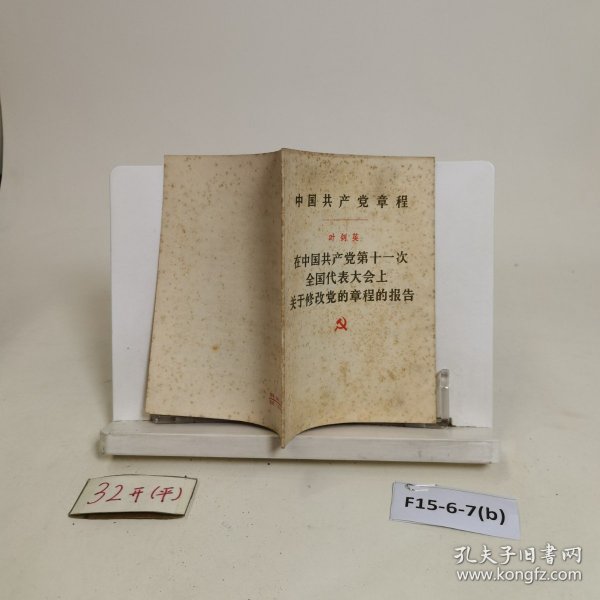 中国共产党章程
叶剑英:
在中国共产党第十一次
全国代表大会上
关于修改党的章程的报告
32开(平)
F15-6-7(b)
孔夫子旧书网
www.kongfz.com